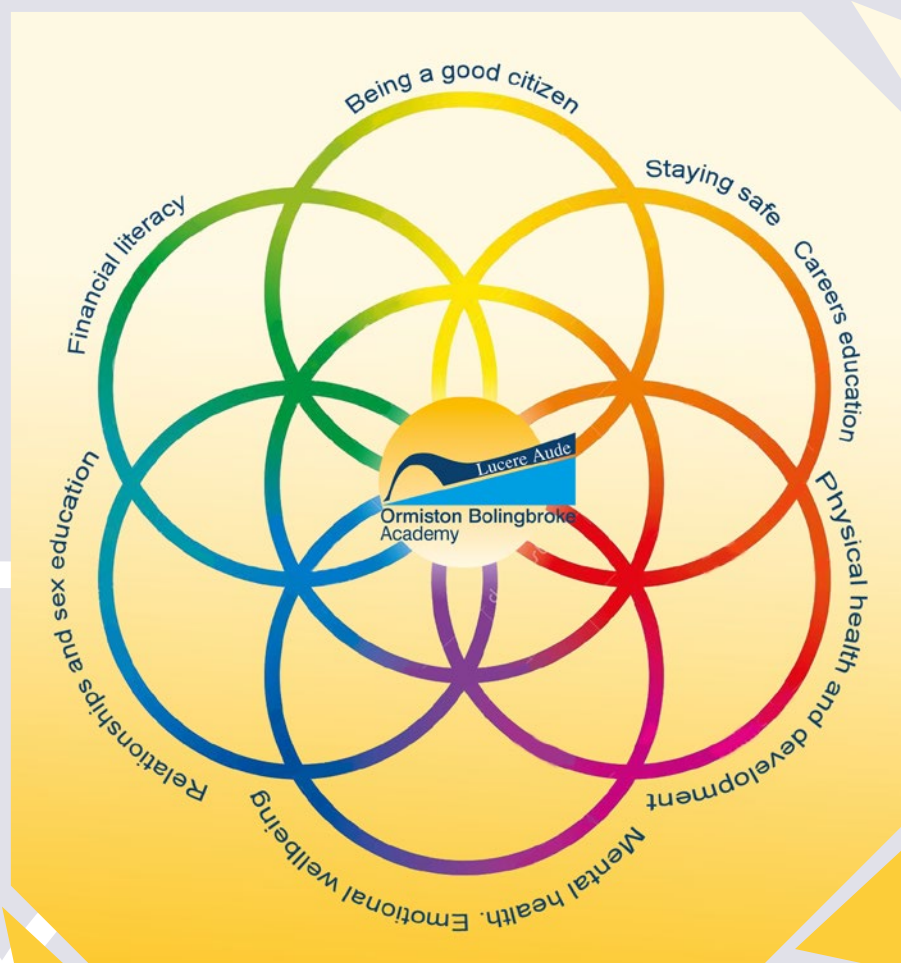 Being a good citizen
Staying safe
Careers education
Physical health and development
Mental health. Emotional wellbeing
Relationships and sex education
Financial literacy
Lucere Aude
Ormiston Bolingbroke
Academy